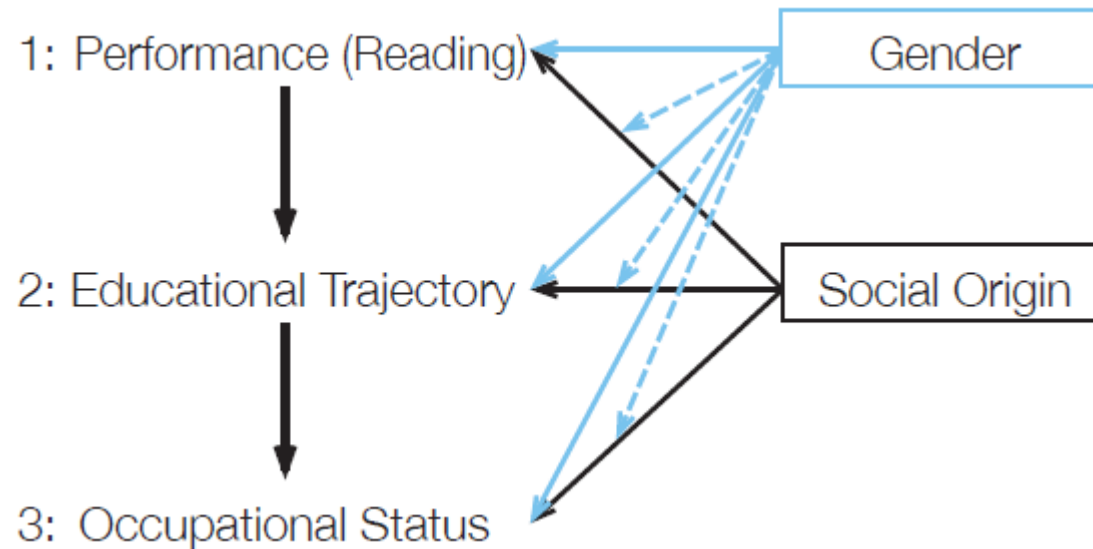 1: Performance (Reading)
Gender
2: Educational Trajectory
Social Origin
3: Occupational Status